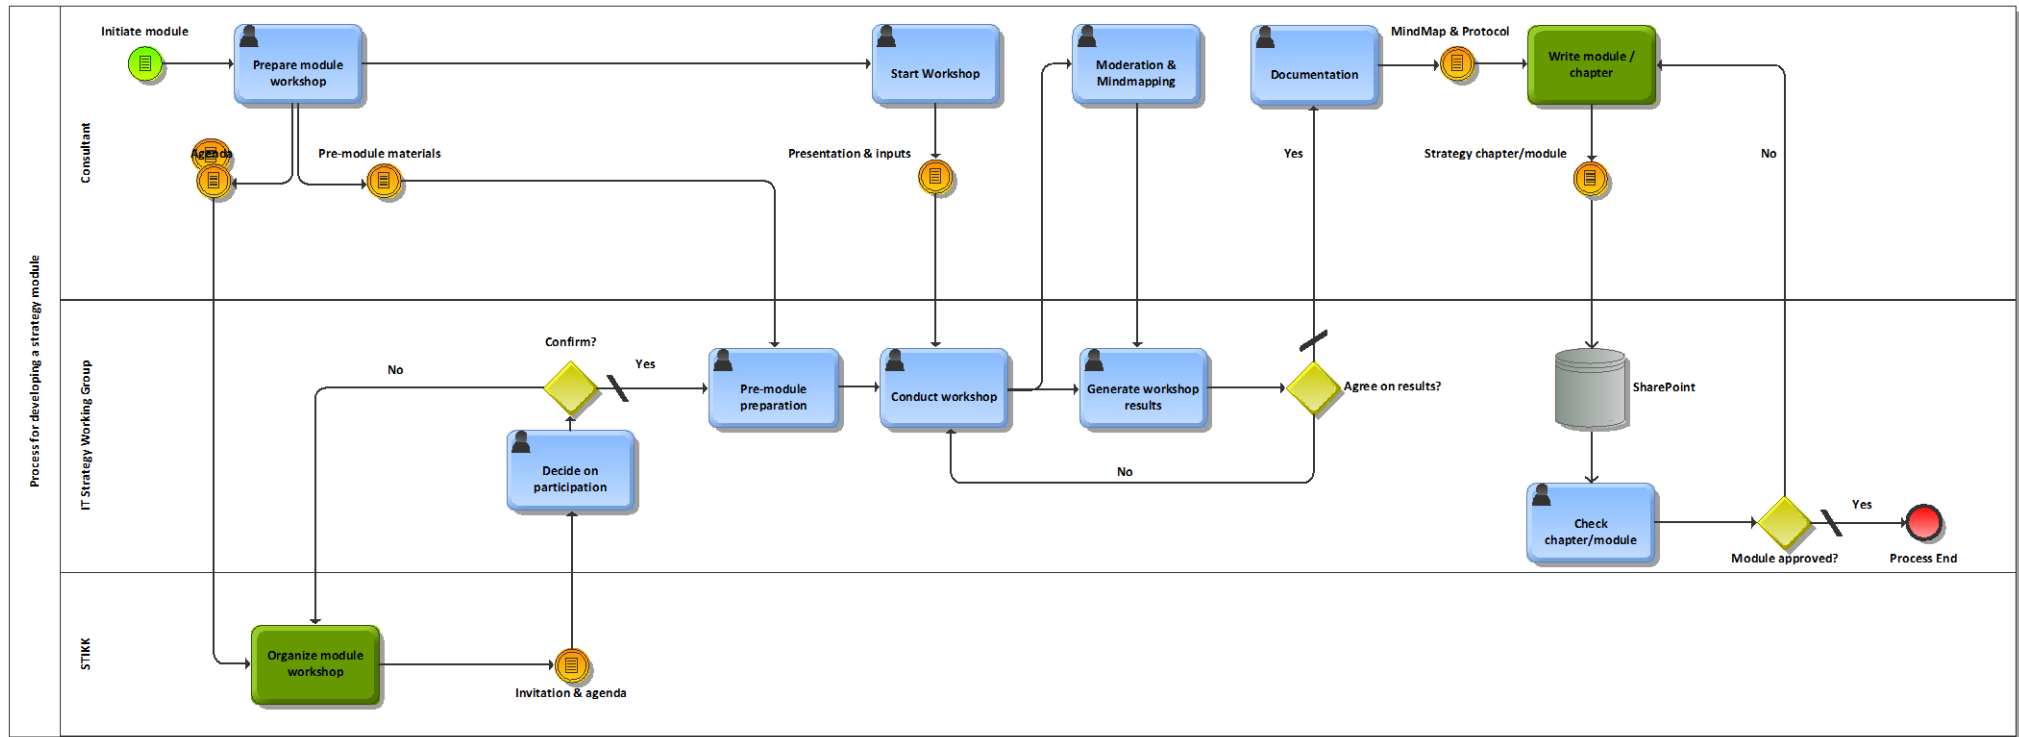 Process for developing a strategy module
Consultant
Initiate module
Prepare module
workshop
Start Workshop
Moderation &
Mindmapping
Documentation
MindMap & Protocol
Write module /
chapter
Agenda
Pre-module materials
Presentation & inputs
Yes
Strategy chapter/module
No
IT Strategy Working Group
Confirm?
No
Yes
Pre-module
preparation
Conduct workshop
Generate workshop
results
Agree on results?
SharePoint
Decide on
participation
No
Check
chapter/module
Yes
Module approved?
Process End
STIKK
Organize module
workshop
Invitation & agenda